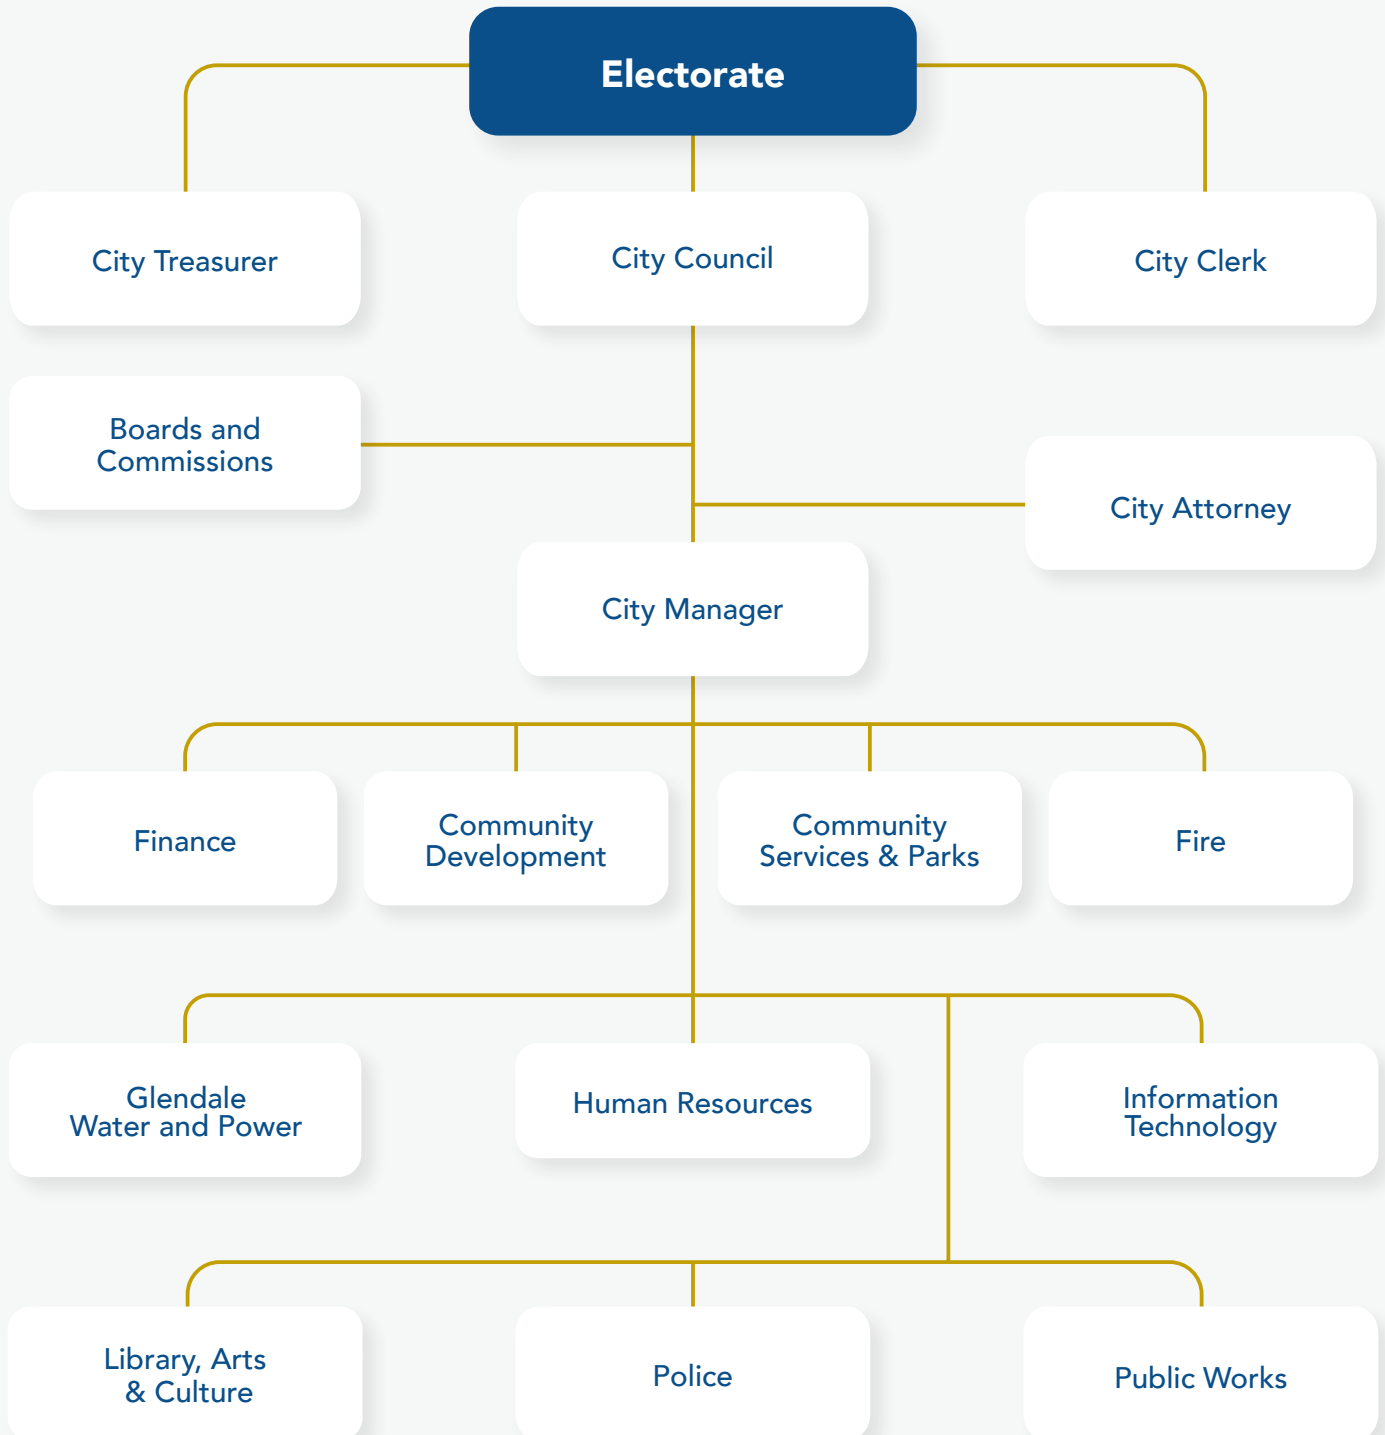 Electorate
City Treasurer
City Council
City Clerk
Boards and
Commissions
City Attorney
City Manager
Finance
Community
Development
Community
Services & Parks
Fire
Glendale
Water and Power
Human Resources
Information
Technology
Library, Arts
& Culture
Police
Public Works